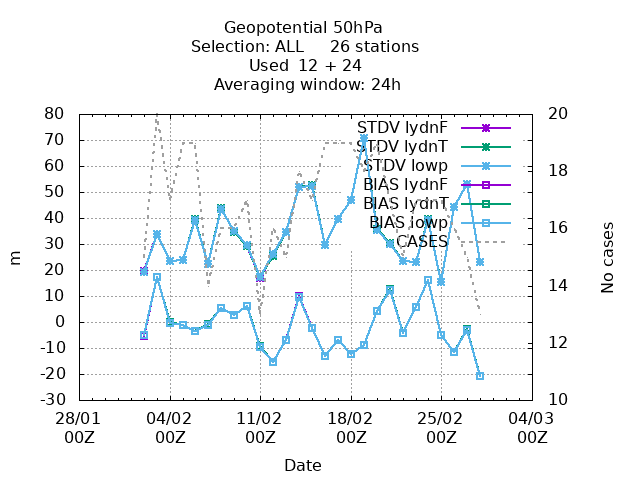 Geopotential 50hPa
Selection: ALL 26 stations
Used 12 + 24
Averaging window: 24h
80
70
60
50
40
30
20
10
0
-10
-20
-30
m
20
18
16
14
12
10
No cases
STDV lydnF
STDV lydnT
STDV lowp
BIAS lydnF
BIAS lydnT
BIAS lowp
CASES
28/01 04/02 11/02 18/02 25/02 04/03
00Z 00Z 00Z 00Z 00Z 00Z
Date